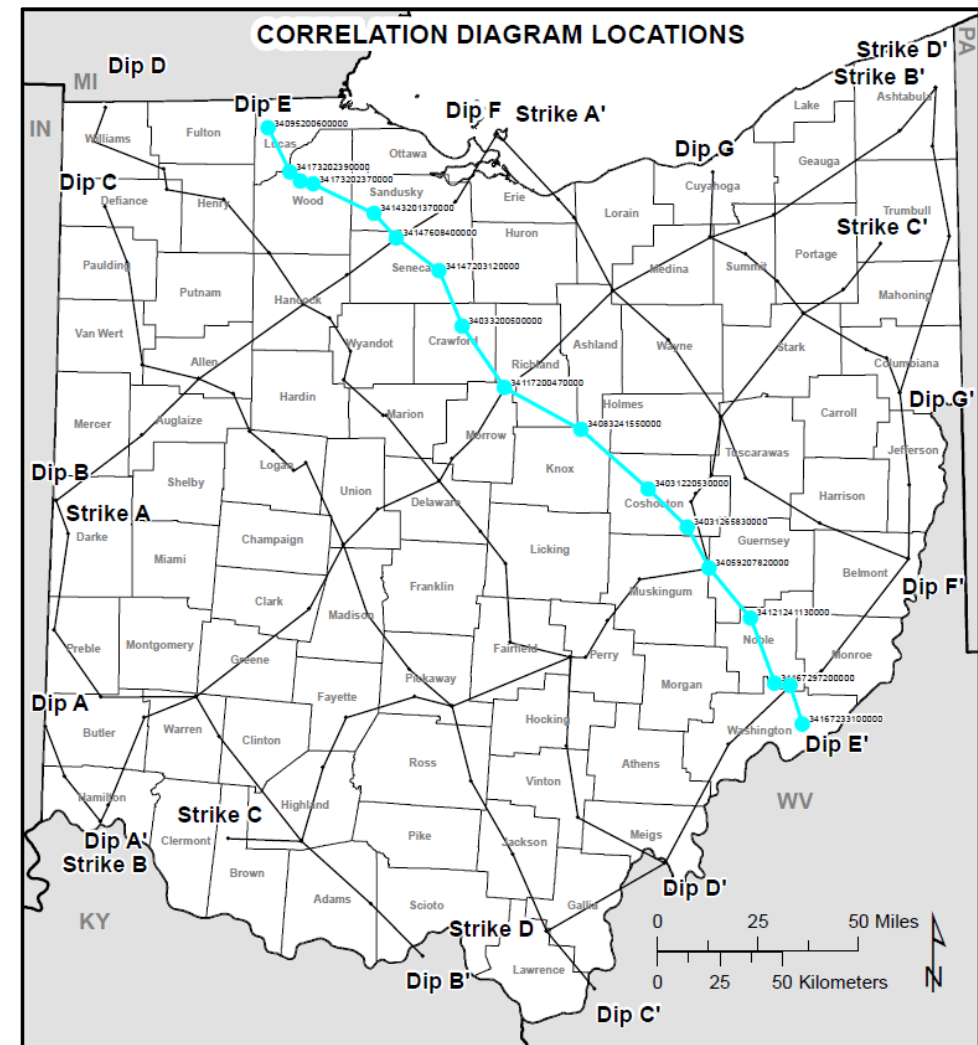 CORRELATION DIAGRAM LOCATIONS
PA
Strike D'
Dip D
MI
Strike B'
Ashtabula
Lake
Dip E
Dip F
Strike A'
34095200600000
IN
Williams
Fulton
Lucas
Ottawa
Geauga
Dip G
34173202390000
Cuyahoga
Dip C
34173202370000
Defiance
Henry
Wood
Sandusky
Erie
Lorain
Trumbull
34143201370000
Strike C'
34147608400000
Huron
Portage
Paulding
Seneca
34147203120000
Medina
Summit
Mahoning
Putnam
Hancock
Van Wert
34033200500000
Wyandot
Crawford
Ashland
Wayne
Stark
Allen
Richland
Columbiana
34117200470000
Hardin
Holmes
Dip G'
Mercer
Auglaize
Marion
Carroll
34083241550000
Morrow
Tuscarawas
Jefferson
Logan
Knox
Dip B
Shelby
Union
34031220530000
Harrison
Coshocton
Delaware
Strike A
Darke
Champaign
34031265830000
Guernsey
Miami
Licking
34059207820000
Belmont
Dip F'
Franklin
Muskingum
Clark
Madison
34121241130000
Noble
Preble
Montgomery
Fairfield
Perry
Monroe
Greene
Pickaway
Morgan
34167297200000
Fayette
Dip A
Hocking
34167233100000
Butler
Warren
Clinton
Washington
Dip E'
Ross
Athens
Vinton
WV
Hamilton
Highland
Strike C
Dip A'
Clermont
Pike
Jackson
Meigs
Strike B
Brown
Dip D'
Adams
Scioto
Gallia
KY
Strike D
0 25 50 Miles
Lawrence
Dip B'
0 25 50 Kilometers
N
Dip C'